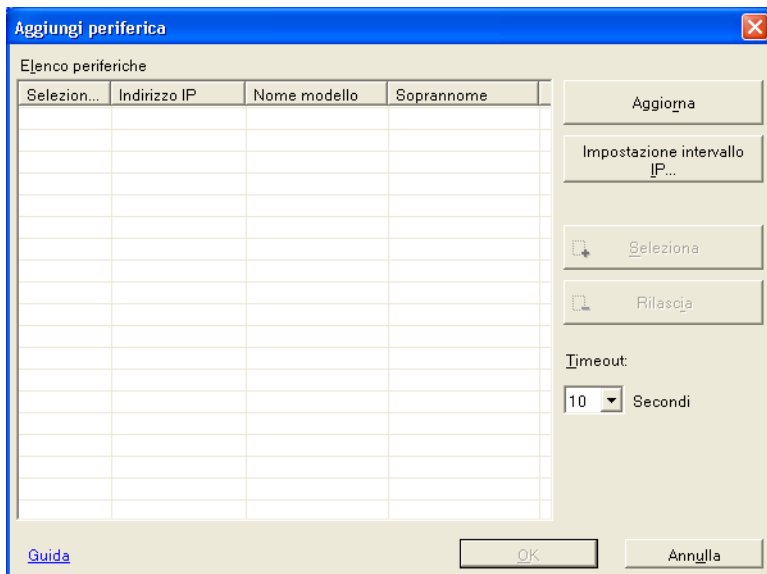 Aggiungi periferica
Elenco periferiche
Selezion... Indirizzo IP Nome modello Soprannome
Aggiorna
Impostazione intervallo
IP...
Seleziona
Rilascia
Timeout:
10 Secondi
Guida OK Annulla